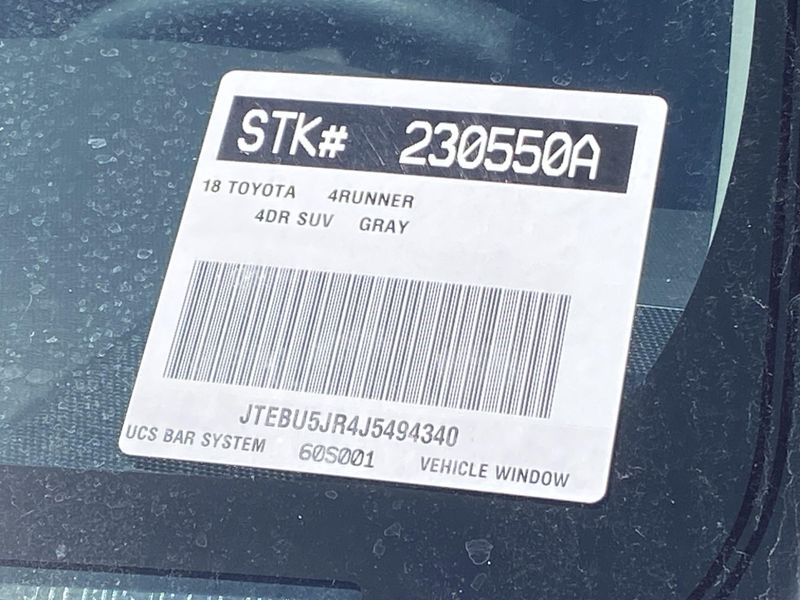 STK# 230550A
18 TOYOTA 4RUNNER
4DR SUV GRAY
JTEBU5JR4J5494340
UCS BAR SYSTEM 60S001 VEHICLE WINDOW